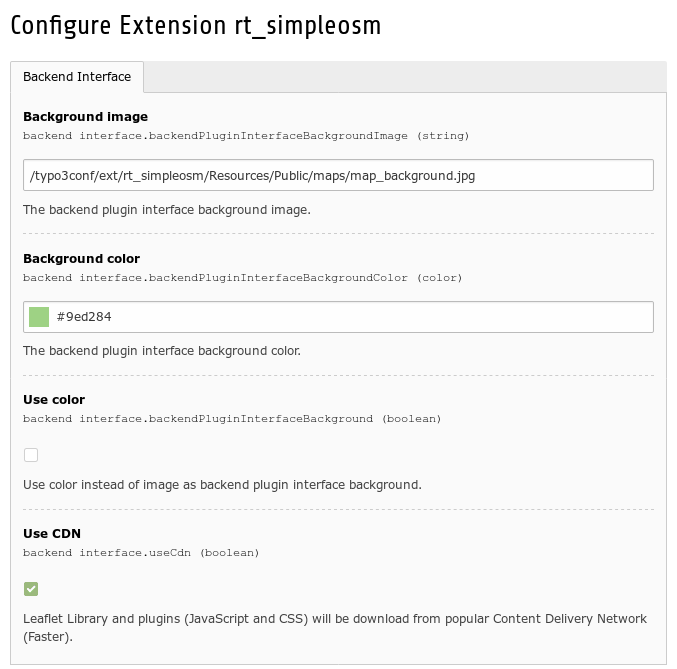 Configure Extension rt_simpleosm
Backend Interface
Background image
backend interface.backendPluginInterfaceBackgroundImage (string)
/typo3conf/ext/rt_simpleosm/Resources/Public/maps/map_background.jpg
The backend plugin interface background image.
Background color
backend interface.backendPluginInterfaceBackgroundColor (color)
#9ed284
The backend plugin interface background color.
Use color
backend interface.backendPluginInterfaceBackground (boolean)
Use color instead of image as backend plugin interface background.
Use CDN
backend interface.useCdn (boolean)
Leaflet Library and plugins (JavaScript and CSS) will be download from popular Content Delivery Network
(Faster).